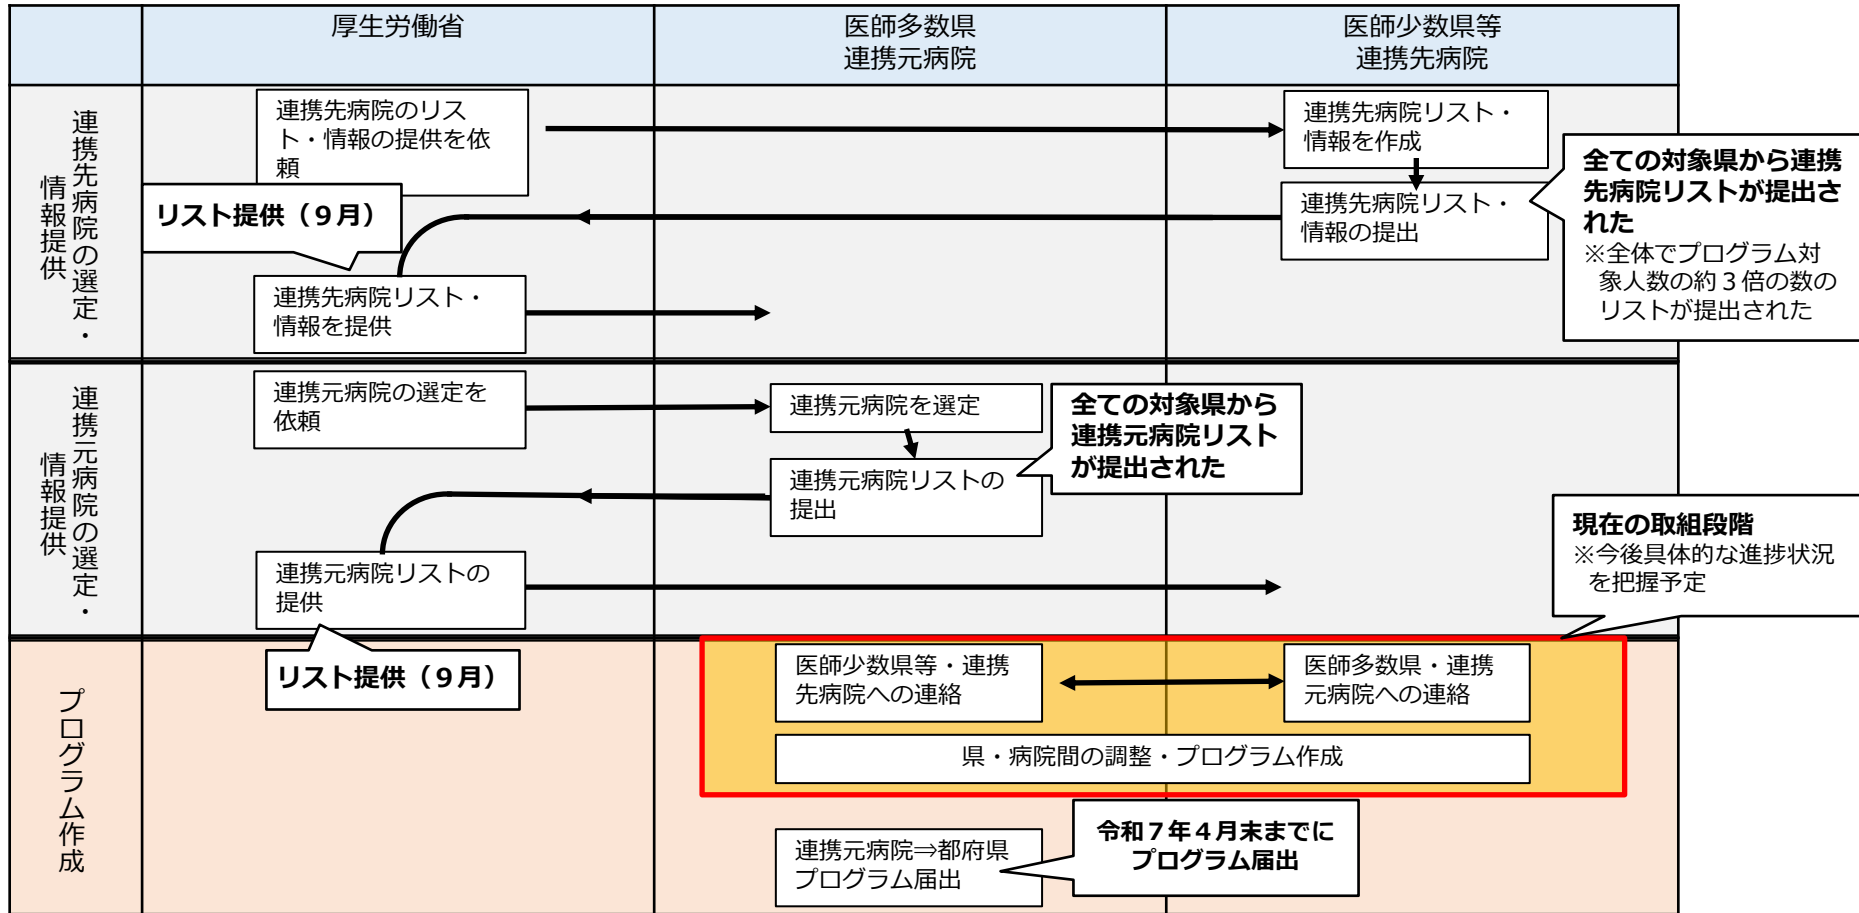 厚生労働省
医師多数県
連携元病院
医師少数県等
連携先病院
連携先病院の選定・
情報提供
連携先病院のリス
ト・情報の提供を依
頼
連携先病院リスト・
情報を作成
全ての対象県から連携
先病院リストが提出さ
れた
※全体でプログラム対
象人数の約３倍の数の
リストが提出された
リスト提供（９月）
連携先病院リスト・
情報の提出
連携先病院リスト・
情報を提供
連携元病院の選定・
情報提供
連携元病院の選定を
依頼
連携元病院を選定
全ての対象県から
連携元病院リスト
が提出された
連携元病院リストの
提出
連携元病院リストの
提供
現在の取組段階
※今後具体的な進捗状況
を把握予定
リスト提供（９月）
プログラム作成
医師少数県等・連携
先病院への連絡
医師多数県・連携
元病院への連絡
県・病院間の調整・プログラム作成
連携元病院⇒都府県
プログラム届出
令和７年４月末までに
プログラム届出